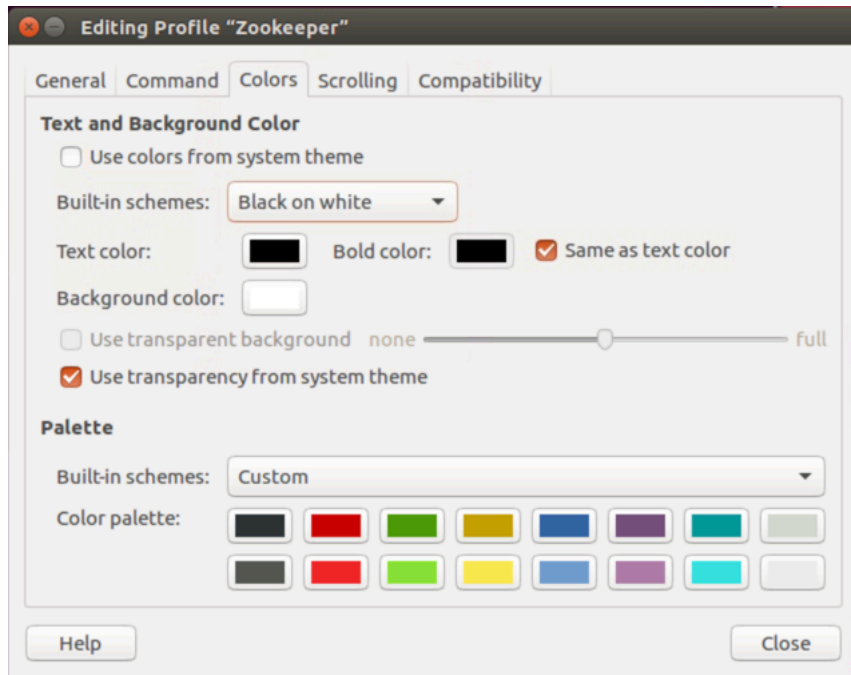 Editing Profile “Zookeeper”
General Command Colors Scrolling Compatibility
Text and Background Color
Use colors from system theme
Built-in schemes: Black on white
Text color: Bold color: Same as text color
Background color:
Use transparent background none full
Use transparency from system theme
Palette
Built-in schemes: Custom
Color palette:
Help Close